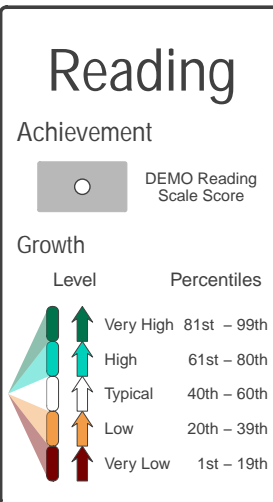 Reading
Achievement
DEMO Reading
Scale Score
Growth
Level Percentiles
Very High 81st – 99th
High 61st – 80th
Typical 40th – 60th
Low 20th – 39th
Very Low 1st – 19th